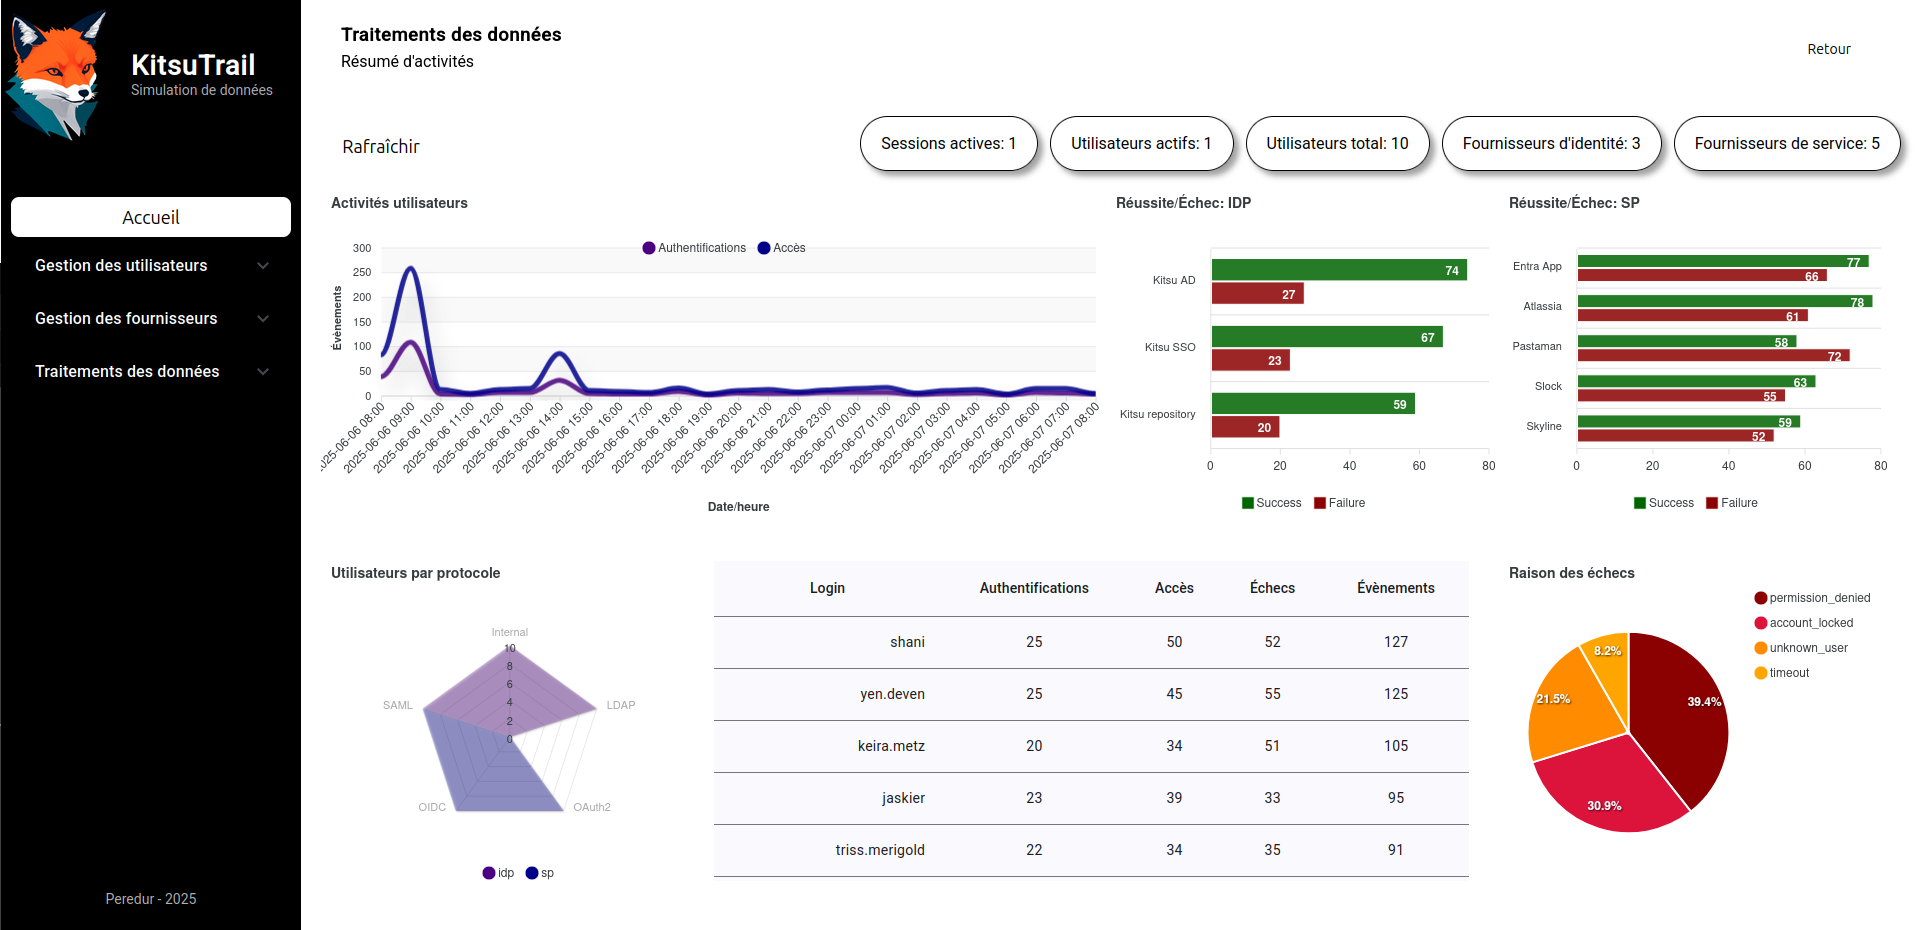 KitsuTrail
Simulation de données
Accueil
Gestion des utilisateurs
Gestion des fournisseurs
Traitements des données
Peredur - 2025
Traitements des données
Résumé d'activités
Retour
Rafraîchir
Sessions actives: 1
Utilisateurs actifs: 1
Utilisateurs total: 10
Fournisseurs d'identité: 3
Fournisseurs de service: 5
Activités utilisateurs
Authentifications
Accès
Évènements
300
250
200
150
100
50
0
2025-06-06 09:00
2025-06-06 10:00
2025-06-06 11:00
2025-06-06 12:00
2025-06-06 13:00
2025-06-06 14:00
2025-06-06 15:00
2025-06-06 16:00
2025-06-06 17:00
2025-06-06 18:00
2025-06-06 19:00
2025-06-06 20:00
2025-06-06 21:00
2025-06-06 22:00
2025-06-06 23:00
2025-06-07 00:00
2025-06-07 01:00
2025-06-07 02:00
2025-06-07 03:00
2025-06-07 04:00
2025-06-07 05:00
2025-06-07 06:00
2025-06-07 07:00
2025-06-07 08:00
Date/heure
Réussite/Échec: IDP
Kitsu AD
74
27
Kitsu SSO
67
23
Kitsu repository
59
20
0 20 40 60 80
Success Failure
Réussite/Échec: SP
Entra App
77
66
Atlassia
78
61
Pastaman
58
72
Slock
63
55
Skyline
59
52
0 20 40 60 80
Success Failure
Utilisateurs par protocole
Internal
10
8
6
4
2
0
SAML
LDAP
OIDC
OAuth2
idp sp
Login Authentifications Accès Échecs Évènements
shani 25 50 52 127
yen.deven 25 45 55 125
keira.metz 20 34 51 105
jaskier 23 39 33 95
triss.merigold 22 34 35 91
Raison des échecs
permission_denied
account_locked
unknown_user
timeout
8.2%
21.5%
39.4%
30.9%